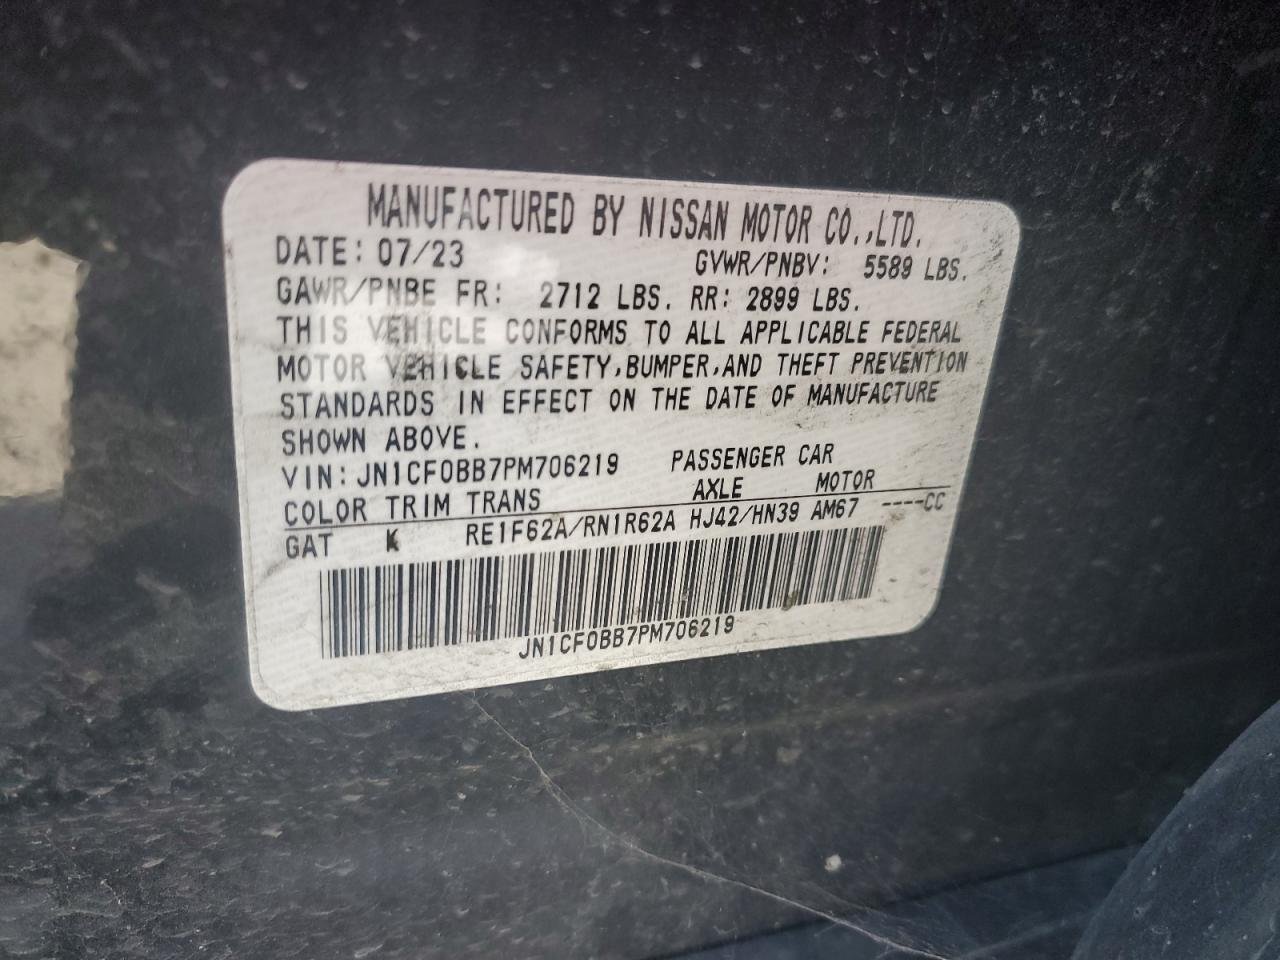 MANUFACTURED BY NISSAN MOTOR CO.,LTD.
DATE: 07/23 GVWR/PNBV: 5589 LBS.
GAWR/PNBE FR: 2712 LBS. RR: 2899 LBS.
THIS VEHICLE CONFORMS TO ALL APPLICABLE FEDERAL
MOTOR VEHICLE SAFETY,BUMPER,AND THEFT PREVENTION
STANDARDS IN EFFECT ON THE DATE OF MANUFACTURE
SHOWN ABOVE.
VIN:JN1CF0BB7PM706219 PASSENGER CAR
COLOR TRIM TRANS AXLE MOTOR
GAT K RE1F62A/RN1R62A HJ42/HN39 AM67 ----CC
JN1CF0BB7PM706219